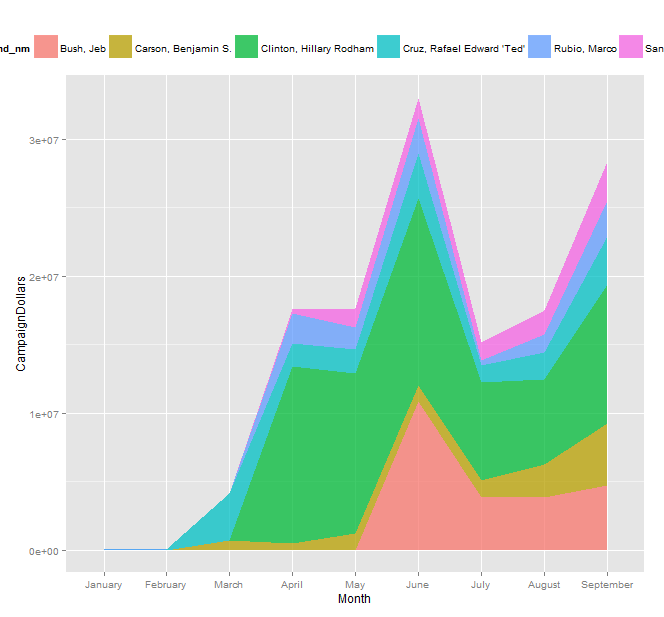 nd_nm Bush, Jeb Carson, Benjamin S. Clinton, Hillary Rodham Cruz, Rafael Edward 'Ted' Rubio, Marco San
3e+07
2e+07
1e+07
0e+00
CampaignDollars
January February March April May June July August September
Month